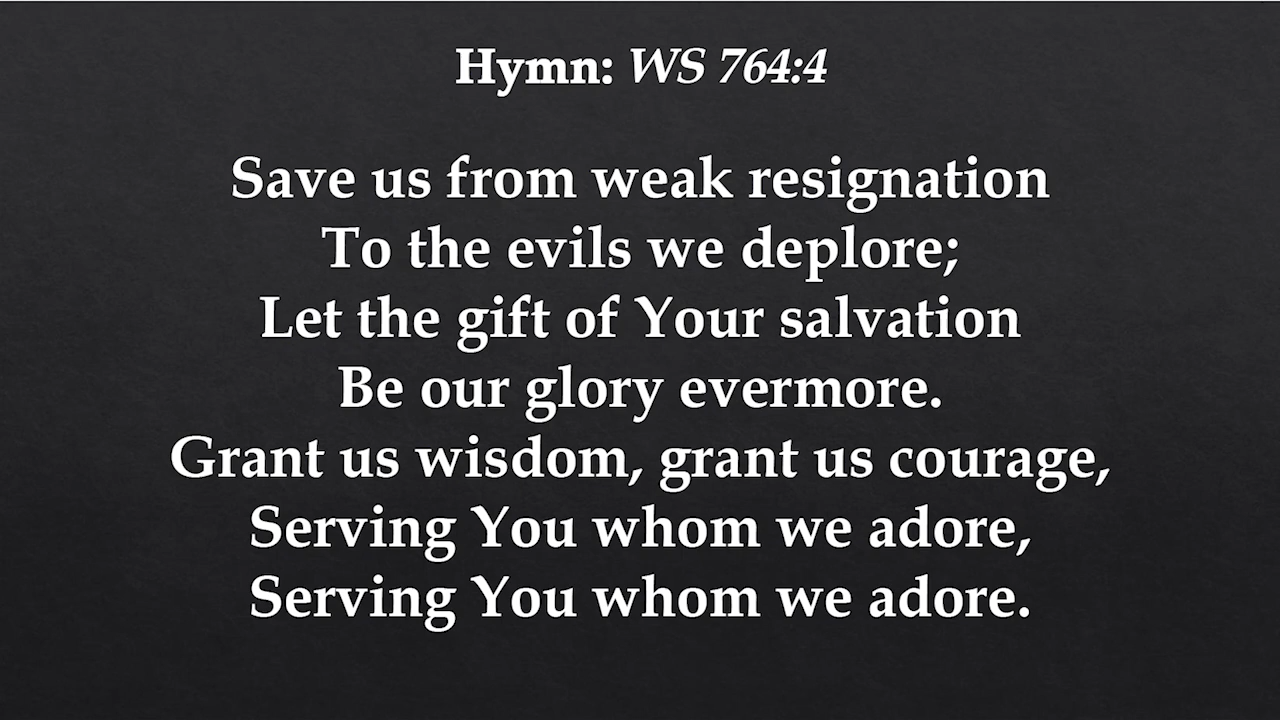 Hymn: WS 764:4
Save us from weak resignation
To the evils we deplore;
Let the gift of Your salvation
Be our glory evermore.
Grant us wisdom, grant us courage,
Serving You whom we adore,
Serving You whom we adore.